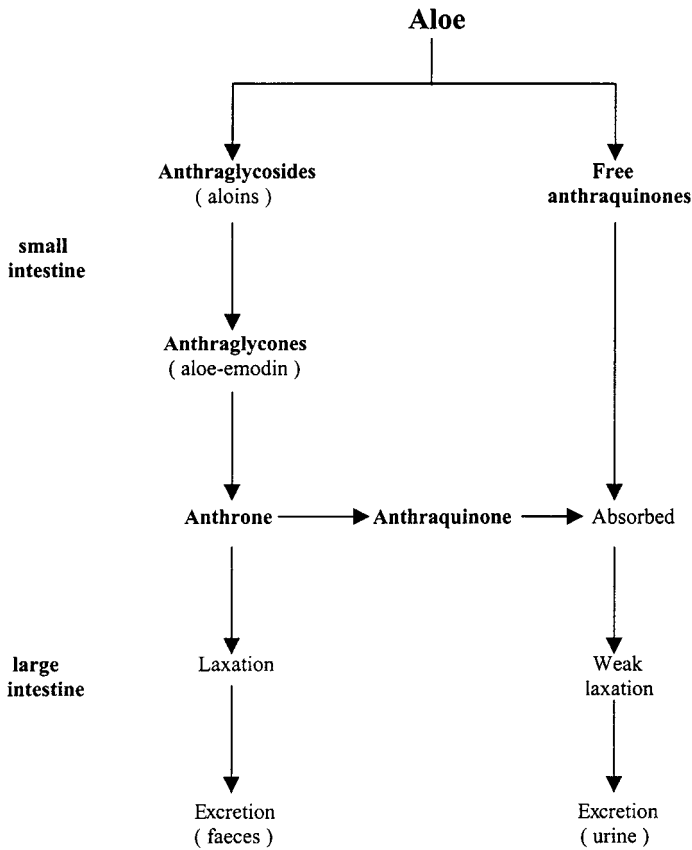 Aloe
Anthraglycosides
( aloins )
Free
anthraquinones
small
intestine
Anthraglycones
( aloe-emodin )
Anthrone
Anthraquinone
Absorbed
large
intestine
Laxation
Weak
laxation
Excretion
( faeces )
Excretion
( urine )